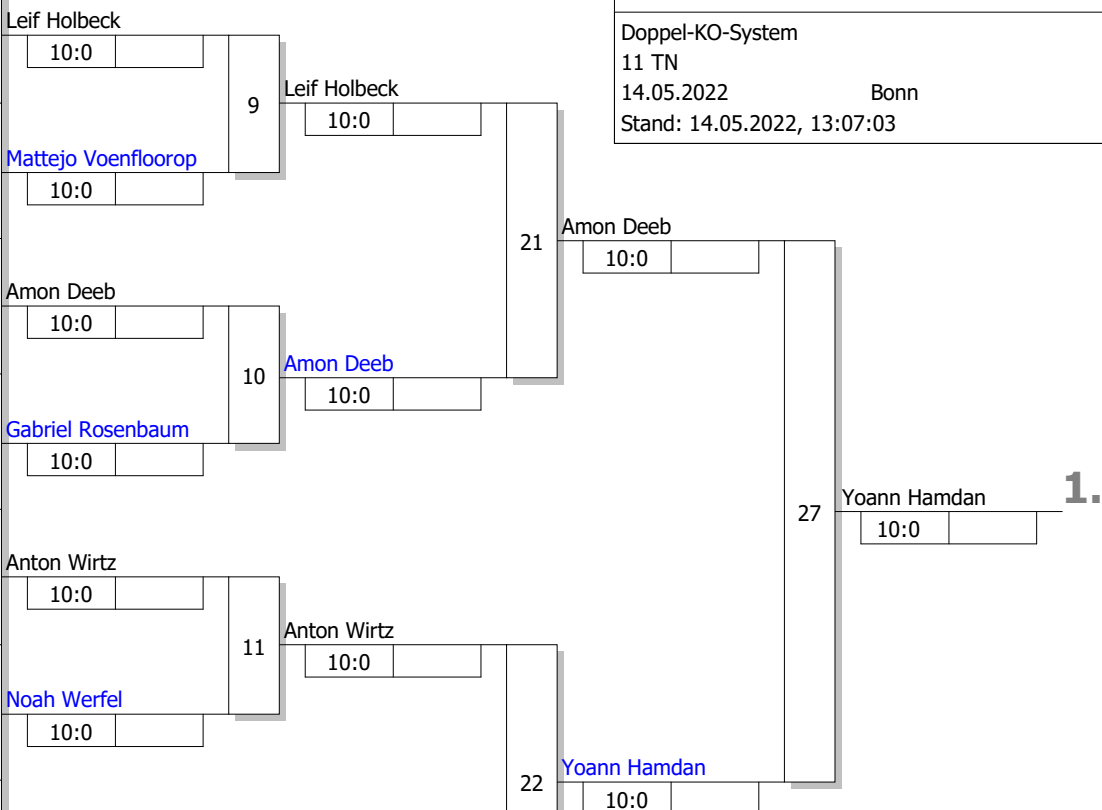 Leif Holbeck
10:0
Doppel-KO-System
11 TN
14.05.2022 Bonn
Stand: 14.05.2022, 13:07:03
9
Leif Holbeck
10:0
Mattejo Voenfloorop
10:0
21
Amon Deeb
10:0
Amon Deeb
10:0
10
Amon Deeb
10:0
Gabriel Rosenbaum
10:0
27
Yoann Hamdan
1.
10:0
Anton Wirtz
10:0
11
Anton Wirtz
10:0
Noah Werfel
10:0
22
Yoann Hamdan
10:0